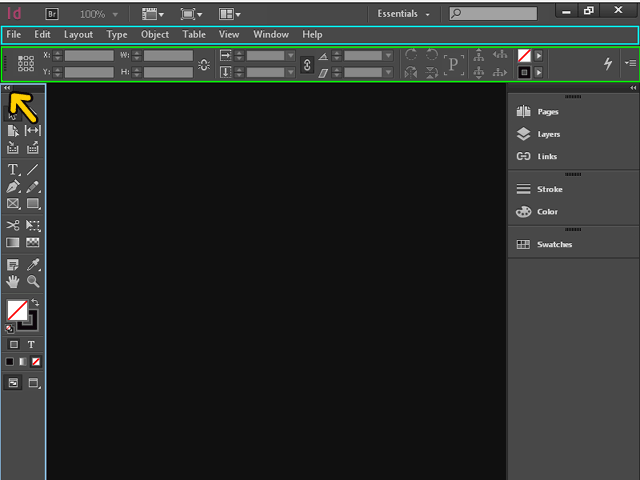 Id Br 100% Essentials
File Edit Layout Type Object Table View Window Help
X: W:
Y: H:
P
Pages
Layers
Links
Stroke
Color
Swatches
T
T